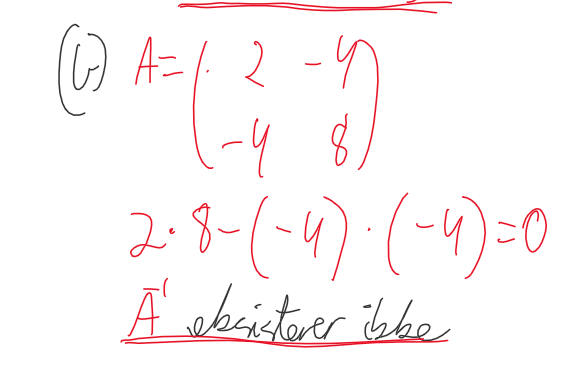 (b) A = ( 2 -4
-4 8 )
2·8-(-4)·(-4)=0
A⁻¹ eksisterer ikke